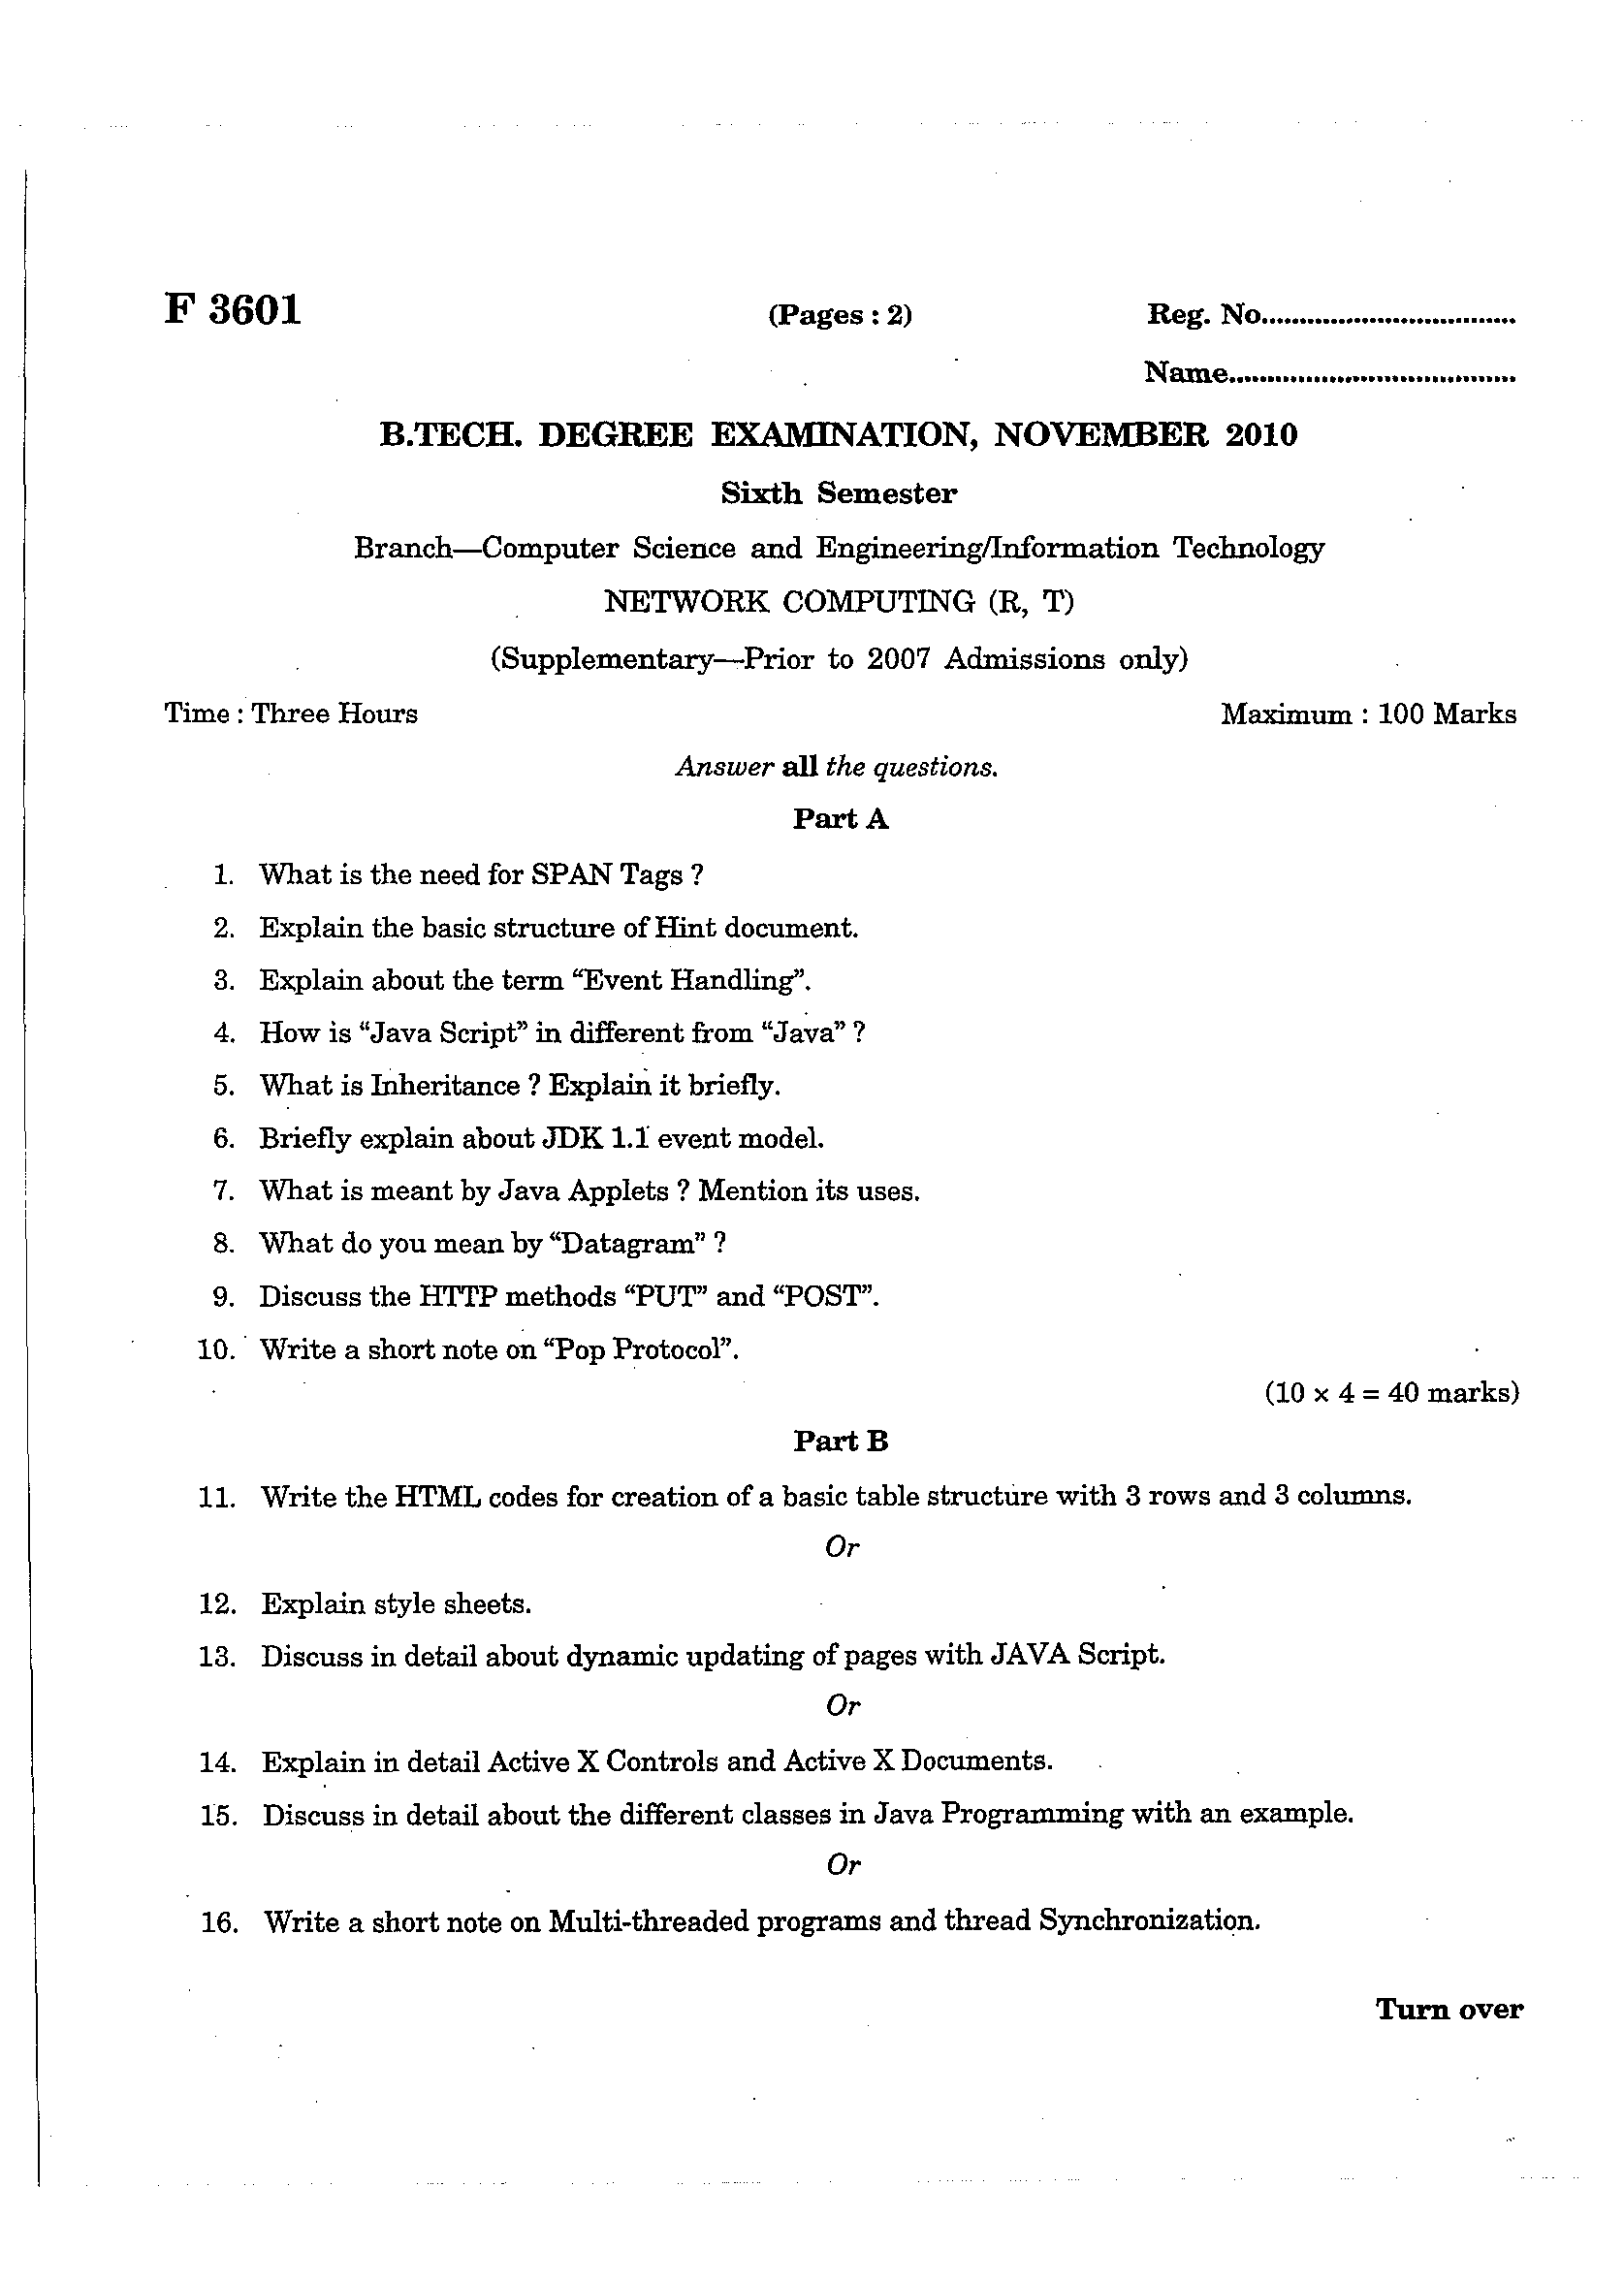 F 3601
(Pages : 2)
Reg. No.................................
Name.....................................
B.TECH. DEGREE EXAMINATION, NOVEMBER 2010
Sixth Semester
Branch—Computer Science and Engineering/Information Technology
NETWORK COMPUTING (R, T)
(Supplementary—Prior to 2007 Admissions only)
Time : Three Hours
Maximum : 100 Marks
Answer all the questions.
Part A
1. What is the need for SPAN Tags ?
2. Explain the basic structure of Hint document.
3. Explain about the term “Event Handling”.
4. How is “Java Script” in different from “Java” ?
5. What is Inheritance ? Explain it briefly.
6. Briefly explain about JDK 1.1 event model.
7. What is meant by Java Applets ? Mention its uses.
8. What do you mean by “Datagram” ?
9. Discuss the HTTP methods “PUT” and “POST”.
10. Write a short note on “Pop Protocol”.
(10 × 4 = 40 marks)
Part B
11. Write the HTML codes for creation of a basic table structure with 3 rows and 3 columns.
Or
12. Explain style sheets.
13. Discuss in detail about dynamic updating of pages with JAVA Script.
Or
14. Explain in detail Active X Controls and Active X Documents.
15. Discuss in detail about the different classes in Java Programming with an example.
Or
16. Write a short note on Multi-threaded programs and thread Synchronization.
Turn over